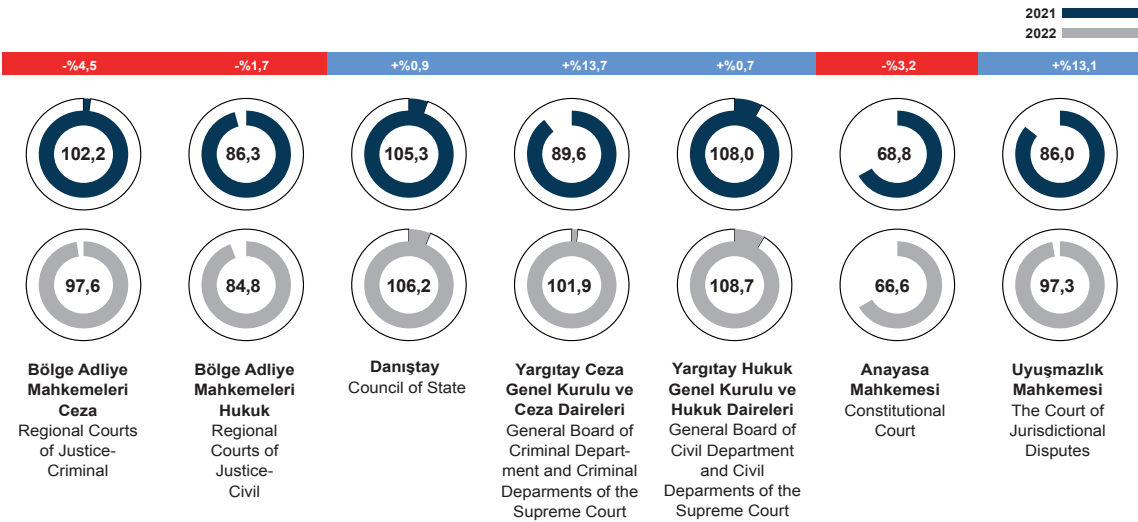 2021
2022
-%4,5 -%1,7 +%0,9 +%13,7 +%0,7 -%3,2 +%13,1
102,2 86,3 105,3 89,6 108,0 68,8 86,0
97,6 84,8 106,2 101,9 108,7 66,6 97,3
Bölge Adliye
Mahkemeleri
Ceza
Regional Courts
of Justice-
Criminal
Bölge Adliye
Mahkemeleri
Hukuk
Regional
Courts of
Justice-
Civil
Danıştay
Council of State
Yargıtay Ceza
Genel Kurulu ve
Ceza Daireleri
General Board of
Criminal Depart-
ment and Criminal
Deparments of the
Supreme Court
Yargıtay Hukuk
Genel Kurulu ve
Hukuk Daireleri
General Board of
Civil Department
and Civil
Deparments of the
Supreme Court
Anayasa
Mahkemesi
Constitutional
Court
Uyuşmazlık
Mahkemesi
The Court of
Jurisdictional
Disputes